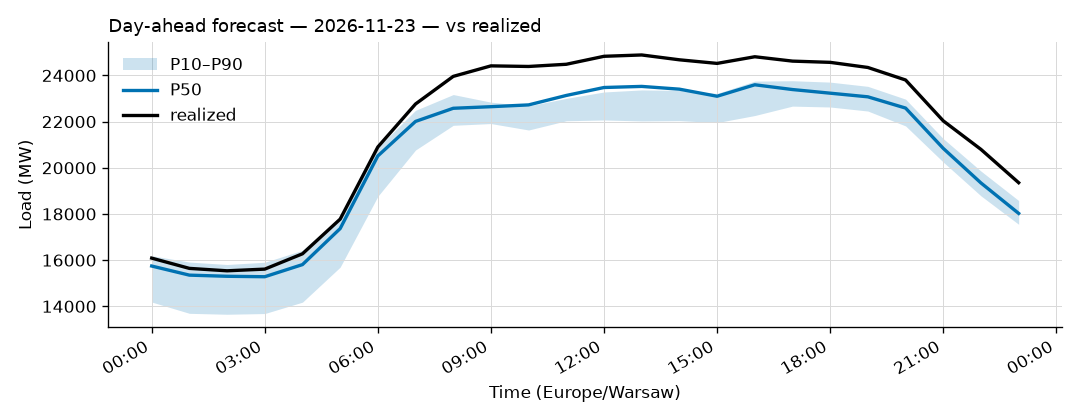 Day-ahead forecast — 2026-11-23 — vs realized
P10–P90
P50
realized
Load (MW)
24000
22000
20000
18000
16000
14000
00:00 03:00 06:00 09:00 12:00 15:00 18:00 21:00 00:00
Time (Europe/Warsaw)